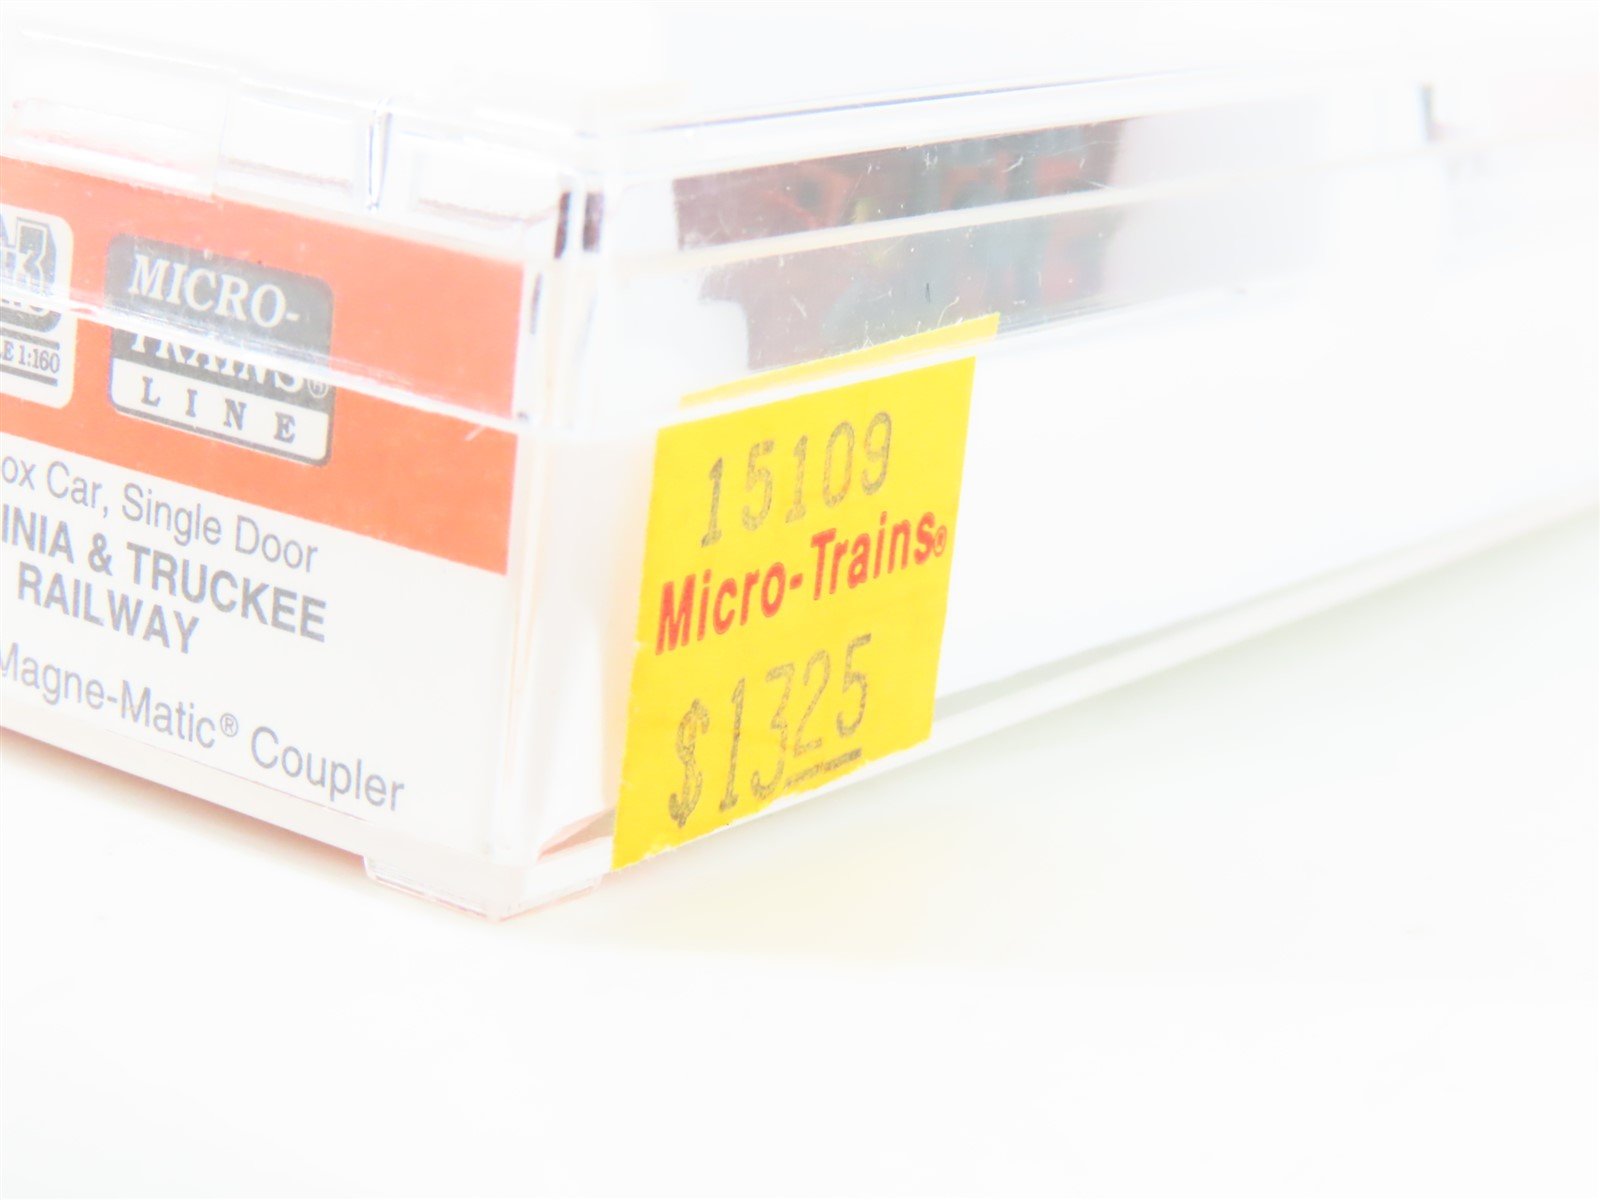 MICRO-
TRAINS®
LINE
LE 1:160
ox Car, Single Door
INIA & TRUCKEE
RAILWAY
Magne-Matic® Coupler
15109
Micro-Trains®
$1325